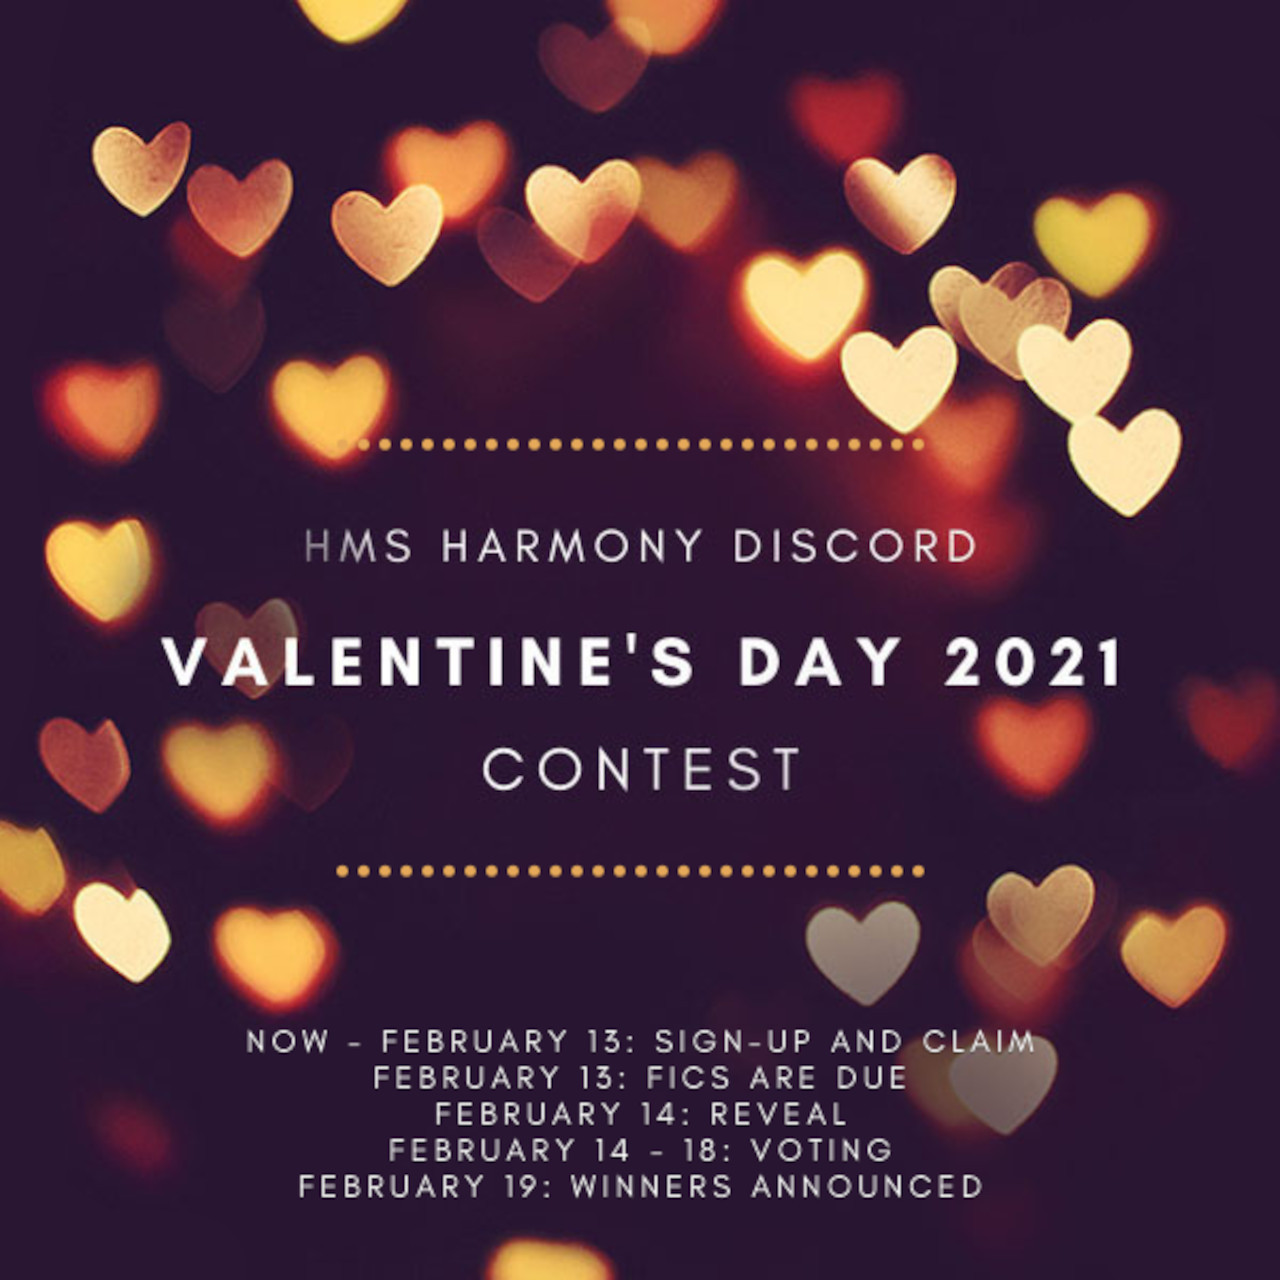 HMS HARMONY DISCORD
VALENTINE'S DAY 2021
CONTEST
NOW - FEBRUARY 13: SIGN-UP AND CLAIM
FEBRUARY 13: FICS ARE DUE
FEBRUARY 14: REVEAL
FEBRUARY 14 - 18: VOTING
FEBRUARY 19: WINNERS ANNOUNCED